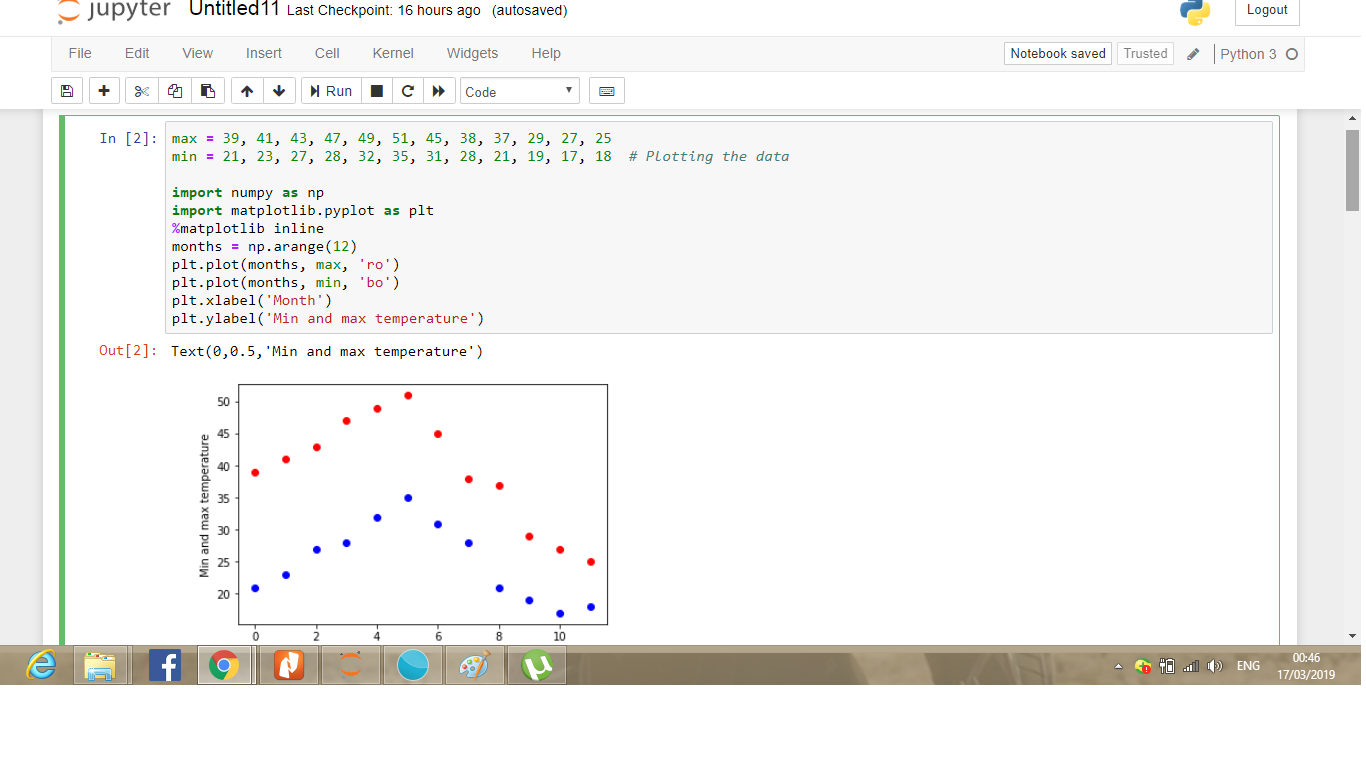 jupyter Untitled11 Last Checkpoint: 16 hours ago (autosaved)
Logout
File Edit View Insert Cell Kernel Widgets Help
Notebook saved Trusted Python 3
Run Code
In [2]: max = 39, 41, 43, 47, 49, 51, 45, 38, 37, 29, 27, 25
min = 21, 23, 27, 28, 32, 35, 31, 28, 21, 19, 17, 18 # Plotting the data
import numpy as np
import matplotlib.pyplot as plt
%matplotlib inline
months = np.arange(12)
plt.plot(months, max, 'ro')
plt.plot(months, min, 'bo')
plt.xlabel('Month')
plt.ylabel('Min and max temperature')
Out[2]: Text(0,0.5,'Min and max temperature')
Min and max temperature
50
45
40
35
30
25
20
0 2 4 6 8 10
ENG
00:46
17/03/2019